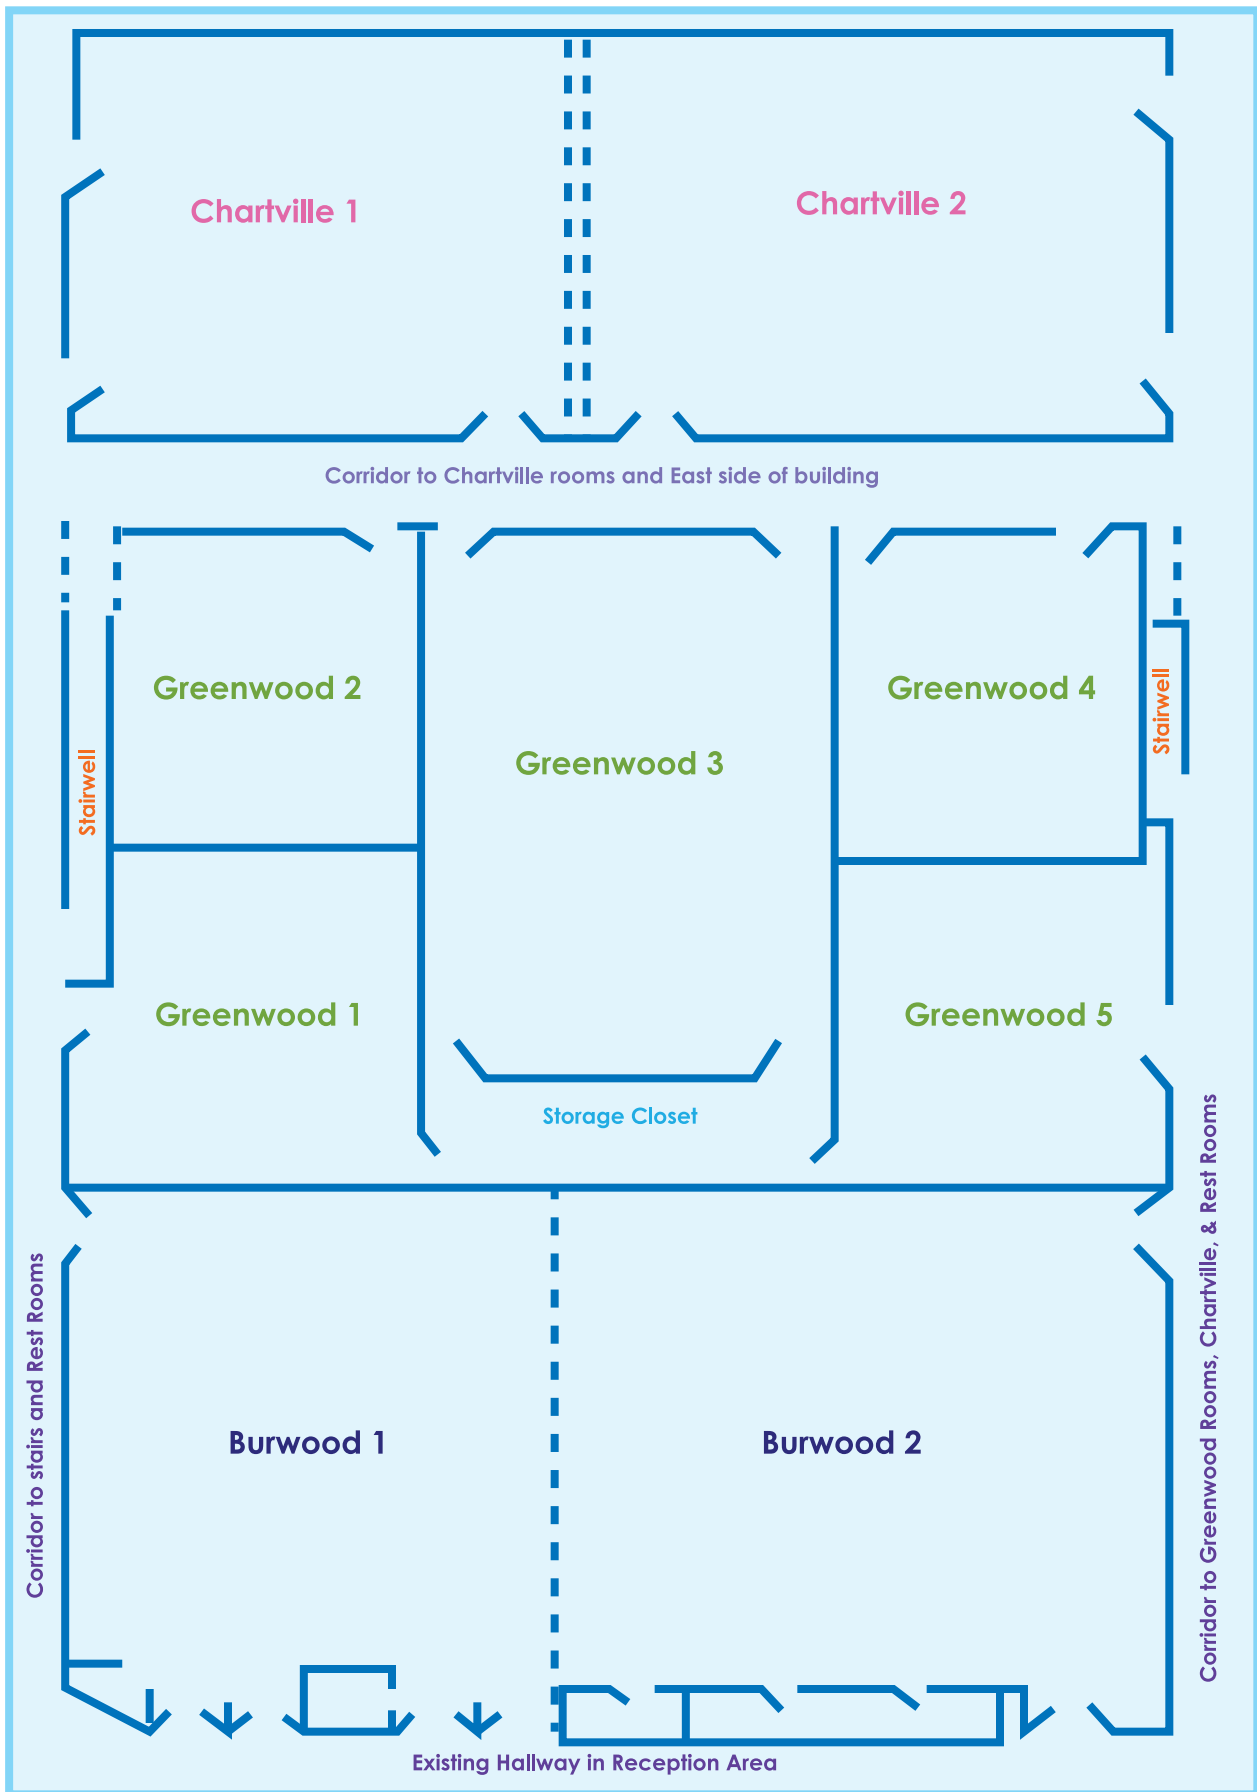 Chartville 1
Chartville 2
Corridor to Chartville rooms and East side of building
Greenwood 2
Greenwood 4
Stairwell
Greenwood 3
Stairwell
Greenwood 1
Greenwood 5
Storage Closet
Corridor to stairs and Rest Rooms
Corridor to Greenwood Rooms, Chartville, & Rest Rooms
Burwood 1
Burwood 2
Existing Hallway in Reception Area